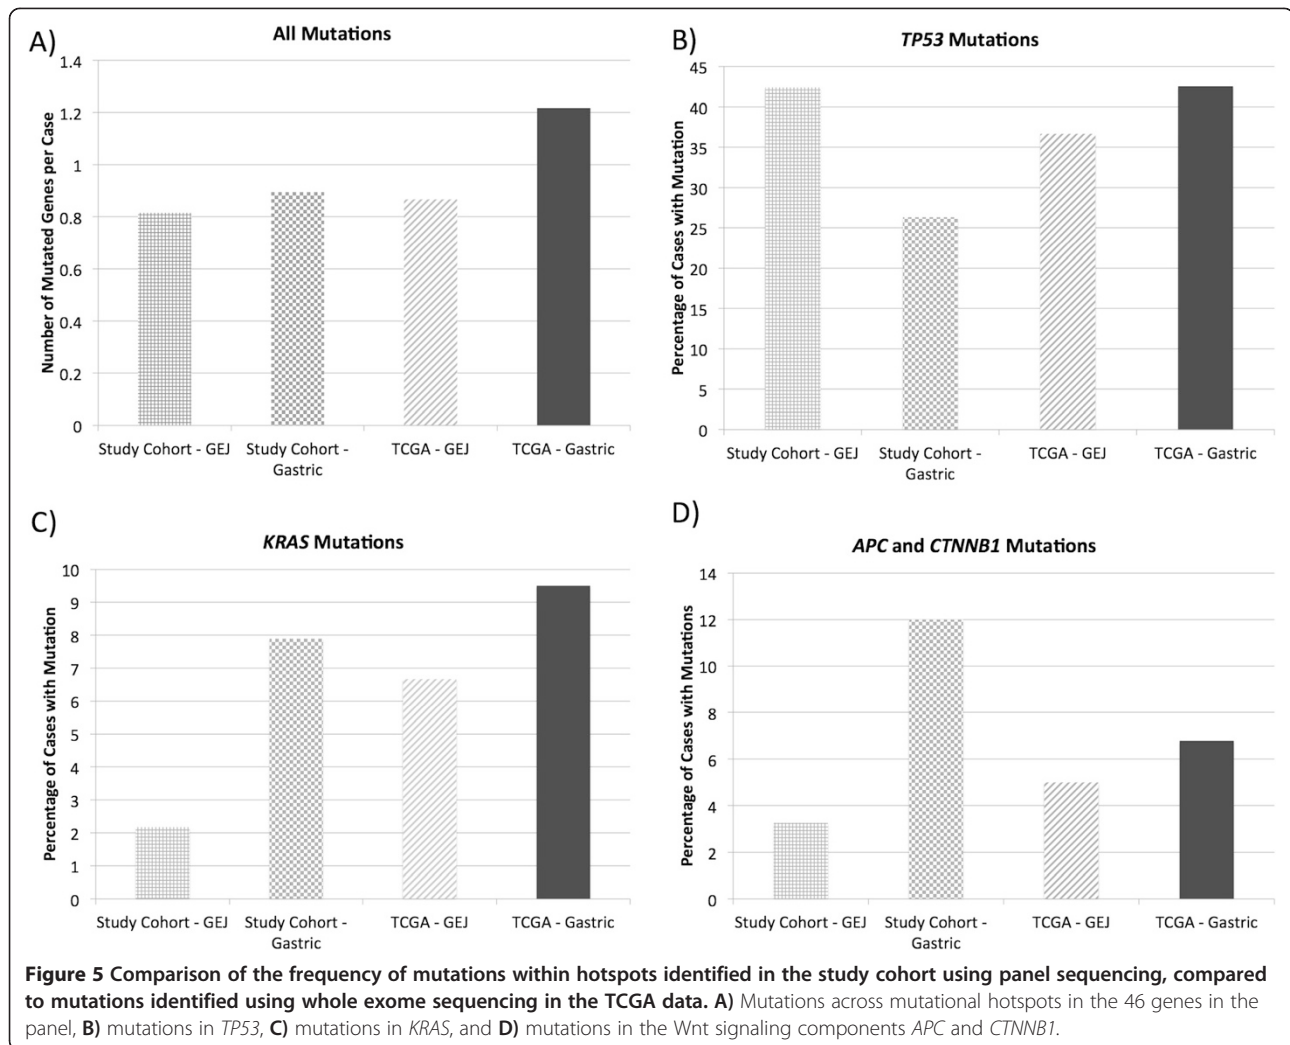 A)
All Mutations
Number of Mutated Genes per Case
1.4
1.2
1
0.8
0.6
0.4
0.2
0
Study Cohort - GEJ
Study Cohort -
Gastric
TCGA - GEJ
TCGA - Gastric
B)
TP53 Mutations
Percentage of Cases with Mutation
45
40
35
30
25
20
15
10
5
0
Study Cohort - GEJ
Study Cohort -
Gastric
TCGA - GEJ
TCGA - Gastric
C)
KRAS Mutations
Percentage of Cases with Mutation
10
9
8
7
6
5
4
3
2
1
0
Study Cohort - GEJ
Study Cohort -
Gastric
TCGA - GEJ
TCGA - Gastric
D)
APC and CTNNB1 Mutations
Percentage of Cases with Mutations
14
12
10
8
6
4
2
0
Study Cohort - GEJ
Study Cohort -
Gastric
TCGA - GEJ
TCGA - Gastric
Figure 5 Comparison of the frequency of mutations within hotspots identified in the study cohort using panel sequencing, compared
to mutations identified using whole exome sequencing in the TCGA data. A) Mutations across mutational hotspots in the 46 genes in the
panel, B) mutations in TP53, C) mutations in KRAS, and D) mutations in the Wnt signaling components APC and CTNNB1.